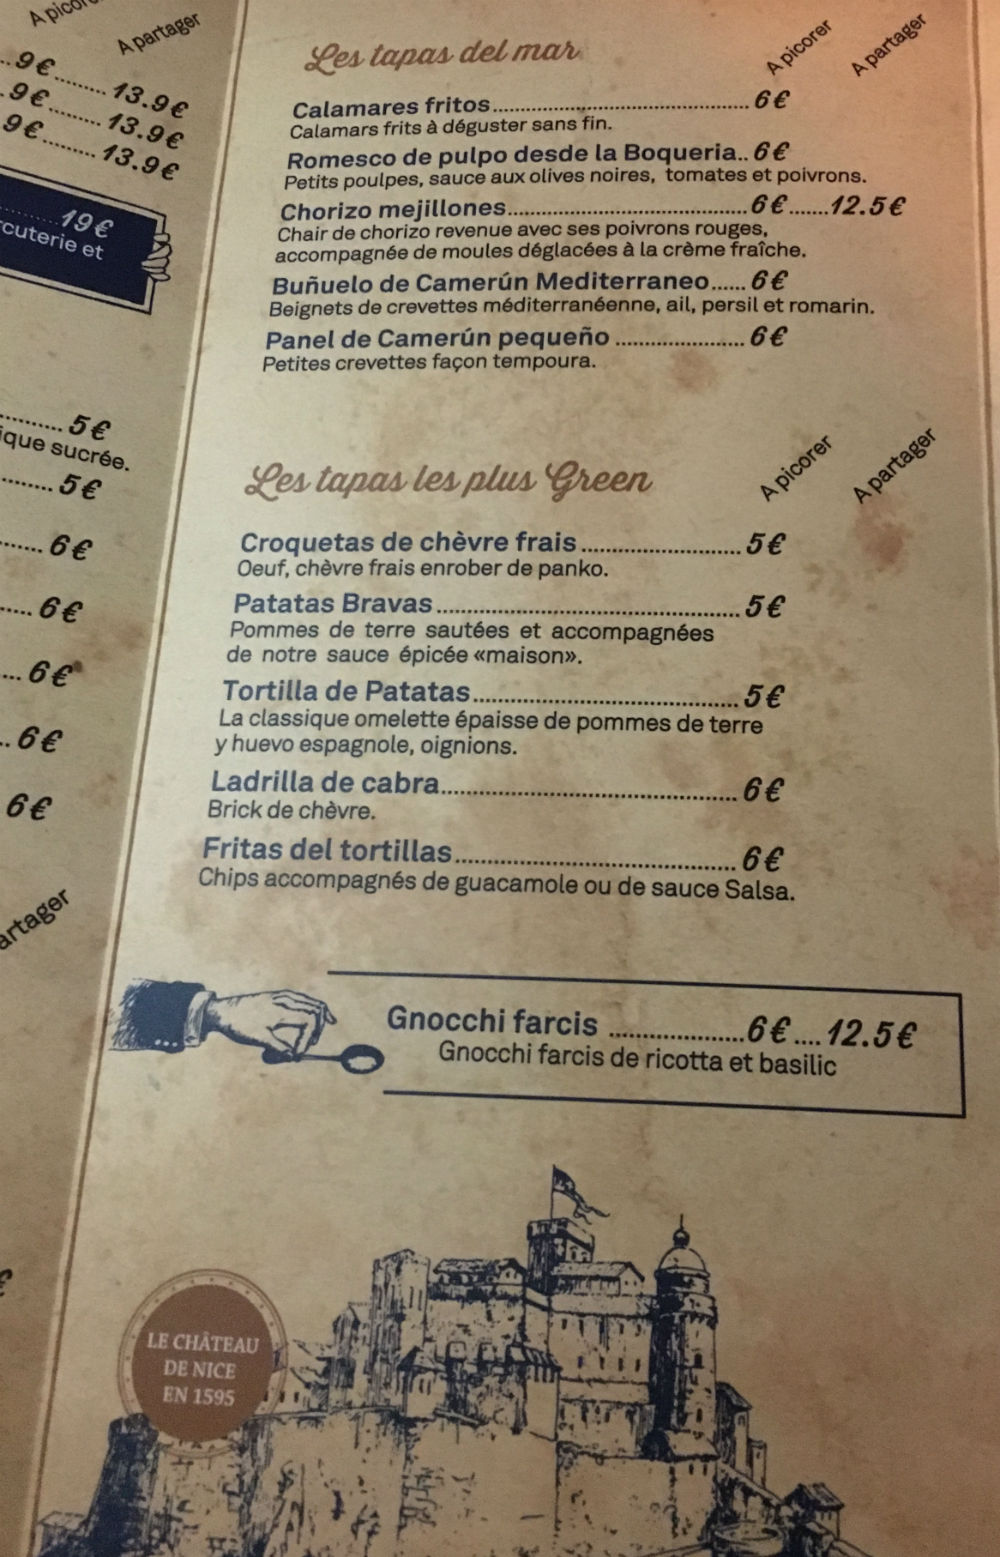 A partager
..9€........ 13.9€
.9€........ 13.9€
9€......... 13.9€
19€
cuterie et
......... 5€
ique sucrée.
........ 5€
....... 6€
..... 6€
... 6€
.. 6€
6€
artager
Les tapas del mar
A picorer
A partager
Calamares fritos.......... 6€
Calamars frits à déguster sans fin.
Romesco de pulpo desde la Boqueria.. 6€
Petits poulpes, sauce aux olives noires, tomates et poivrons.
Chorizo mejillones.......... 6€.......12.5€
Chair de chorizo revenue avec ses poivrons rouges,
accompagnée de moules déglacées à la crème fraîche.
Buñuelo de Camerún Mediterraneo...... 6€
Beignets de crevettes méditerranéenne, ail, persil et romarin.
Panel de Camerún pequeño .......... 6€
Petites crevettes façon tempoura.
Les tapas les plus Green
A picorer
A partager
Croquetas de chèvre frais .......... 5€
Oeuf, chèvre frais enrober de panko.
Patatas Bravas .......... 5€
Pommes de terre sautées et accompagnées
de notre sauce épicée «maison».
Tortilla de Patatas.......... 5€
La classique omelette épaisse de pommes de terre
y huevo espagnole, oignions.
Ladrilla de cabra.......... 6€
Brick de chèvre.
Fritas del tortillas.......... 6€
Chips accompagnés de guacamole ou de sauce Salsa.
Gnocchi farcis .......... 6€ .... 12.5€
Gnocchi farcis de ricotta et basilic
LE CHÂTEAU
DE NICE
EN 1595